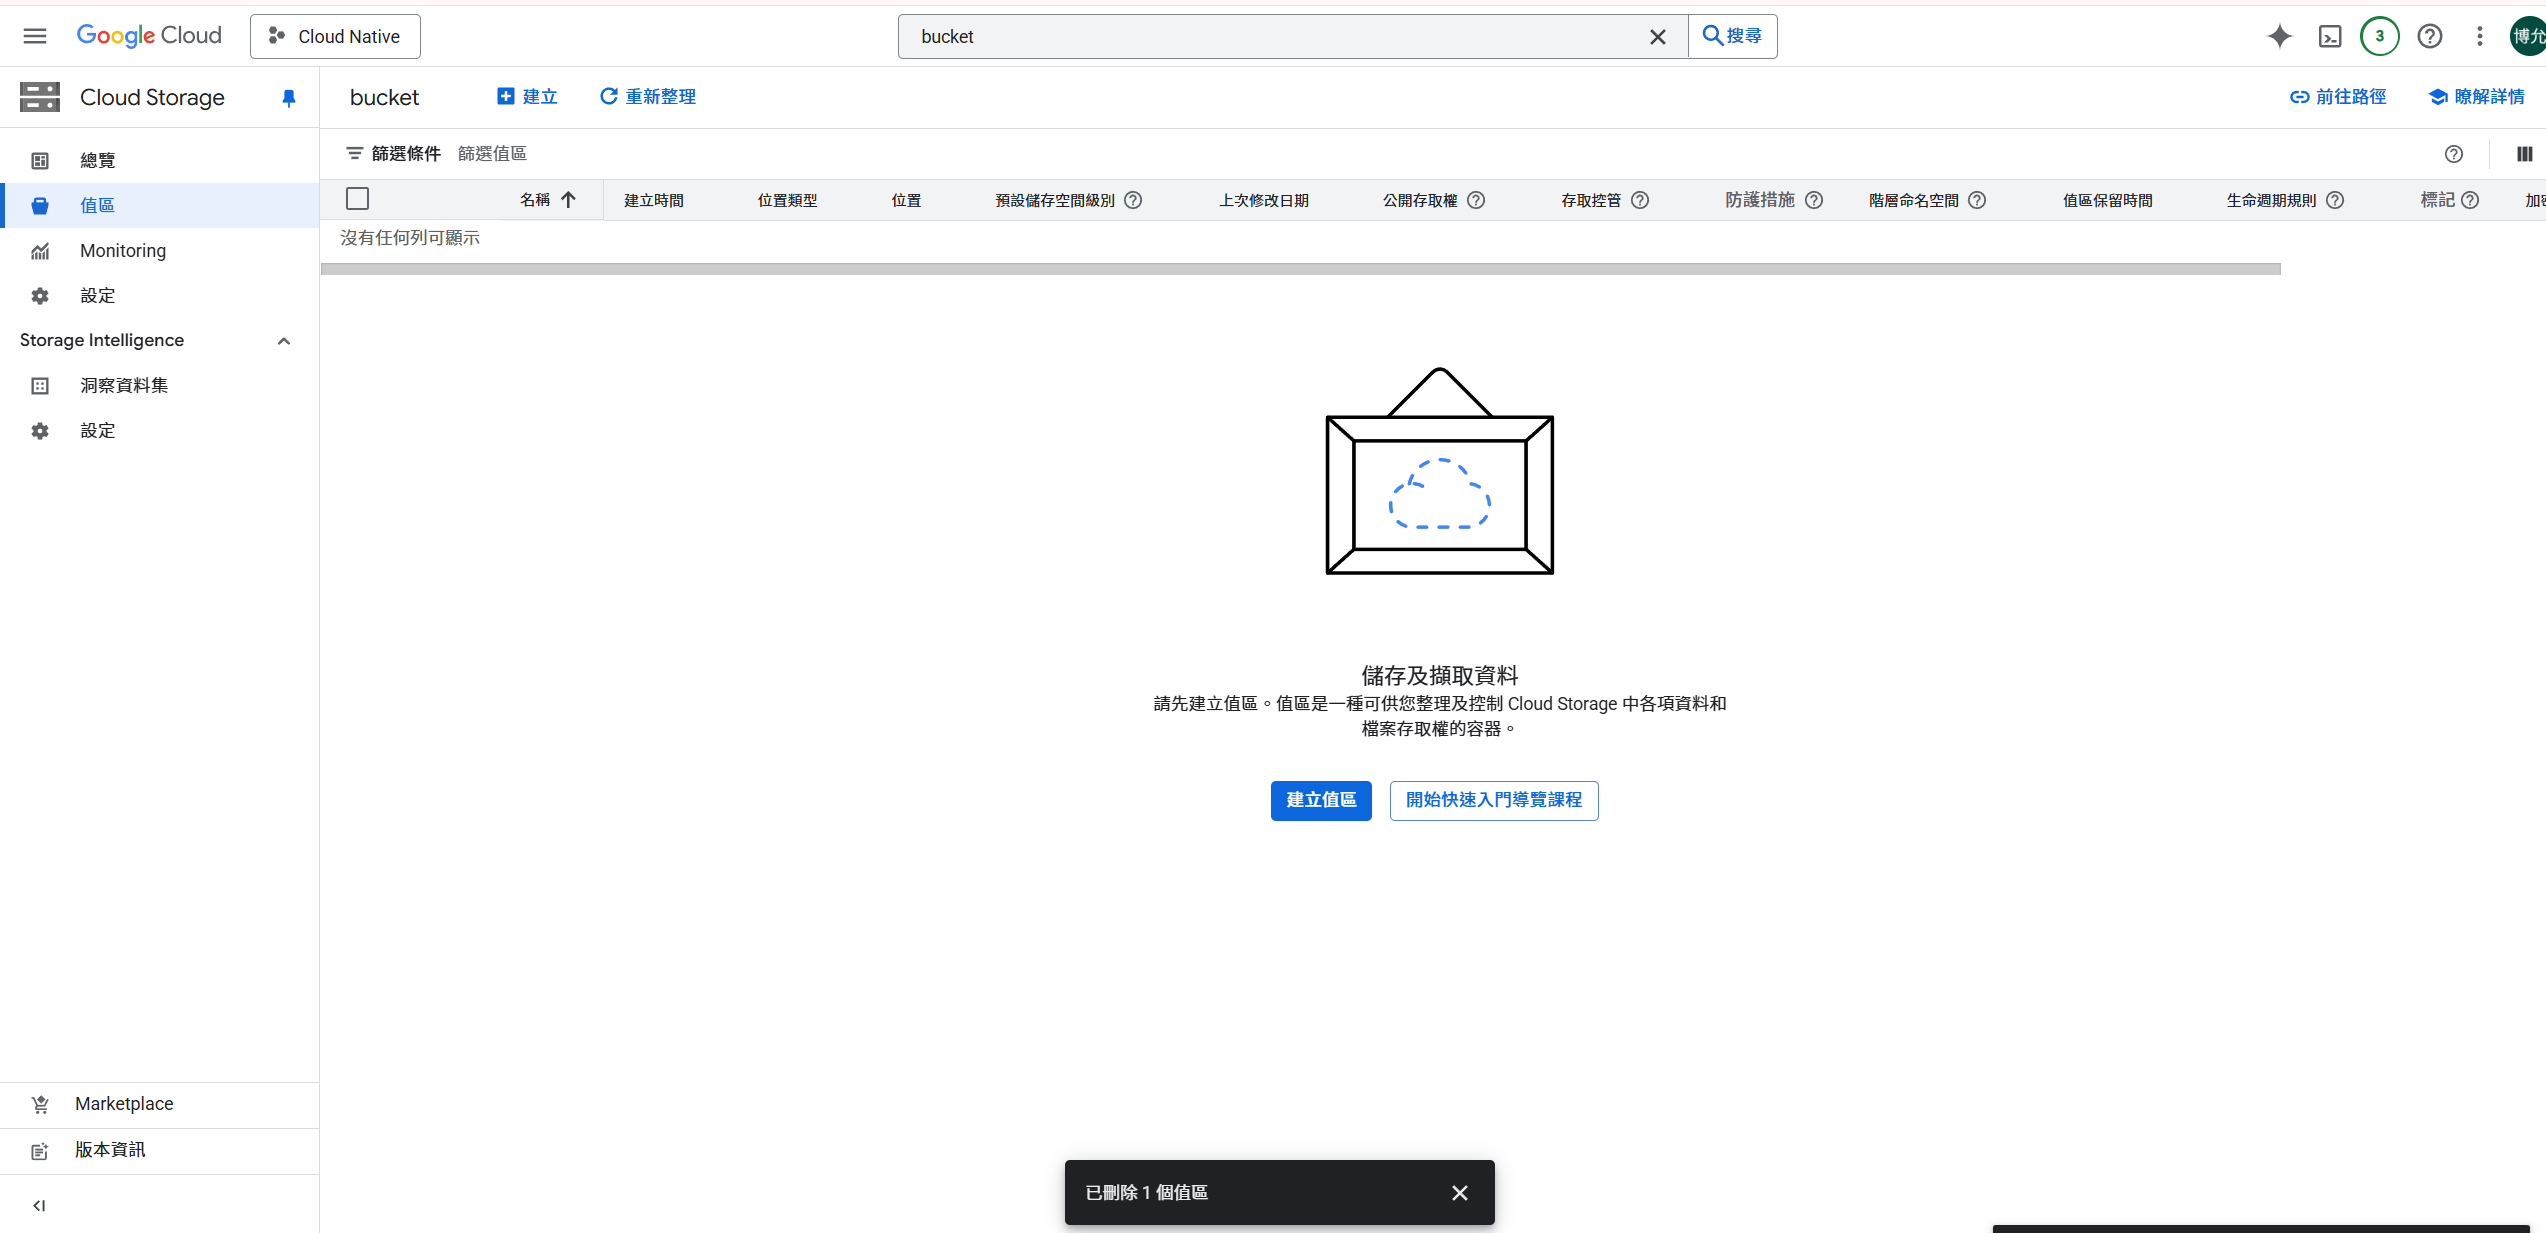 Google Cloud
Cloud Native
bucket
搜尋
3
博允
Cloud Storage
bucket
建立
重新整理
前往路徑
瞭解詳情
總覽
值區
Monitoring
設定
Storage Intelligence
洞察資料集
設定
篩選條件 篩選值區
名稱 建立時間 位置類型 位置 預設儲存空間級別 上次修改日期 公開存取權 存取控管 防護措施 階層命名空間 值區保留時間 生命週期規則 標記
沒有任何列可顯示
儲存及擷取資料
請先建立值區。值區是一種可供您整理及控制 Cloud Storage 中各項資料和
檔案存取權的容器。
建立值區
開始快速入門導覽課程
Marketplace
版本資訊
已刪除 1 個值區